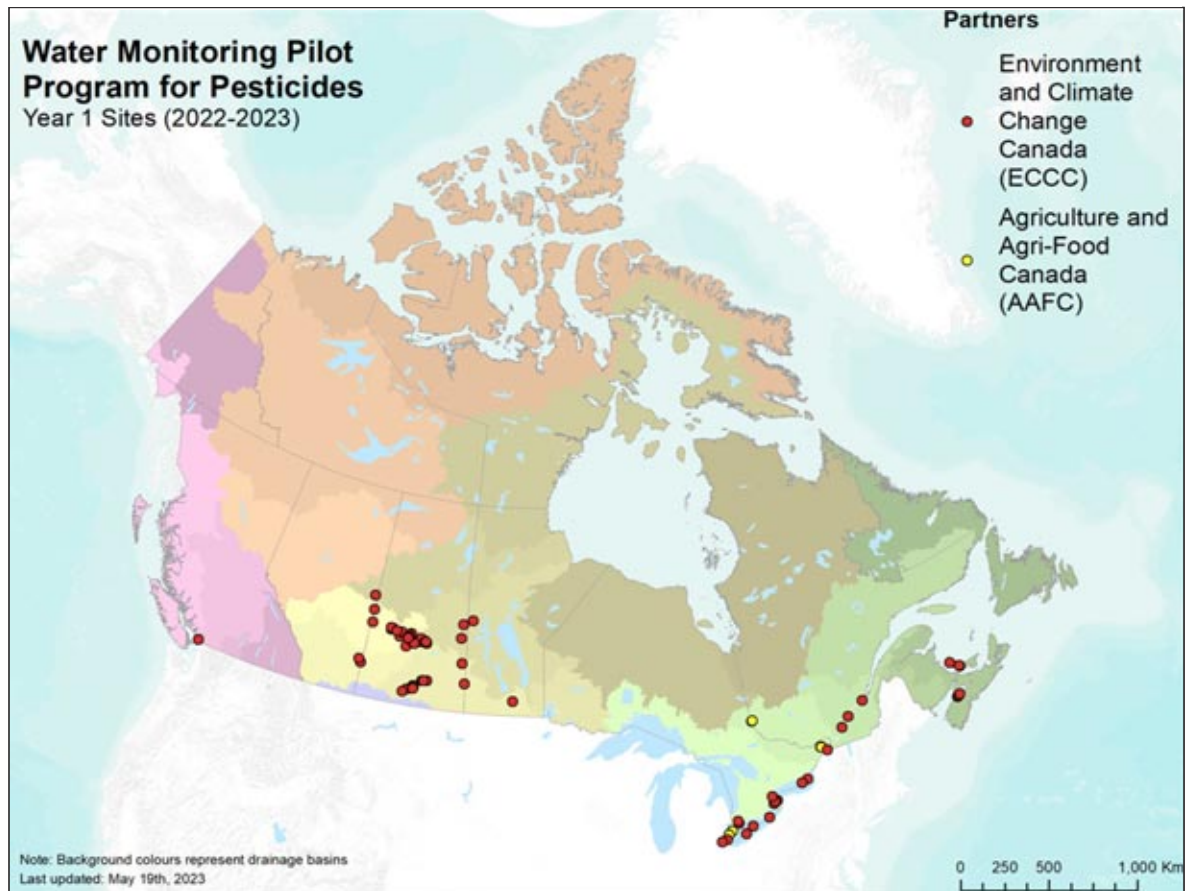 Water Monitoring Pilot
Program for Pesticides
Year 1 Sites (2022-2023)
Partners
Environment
and Climate
Change
Canada
(ECCC)
Agriculture and
Agri-Food
Canada
(AAFC)
Note: Background colours represent drainage basins
Last updated: May 19th, 2023
0 250 500 1,000 Km